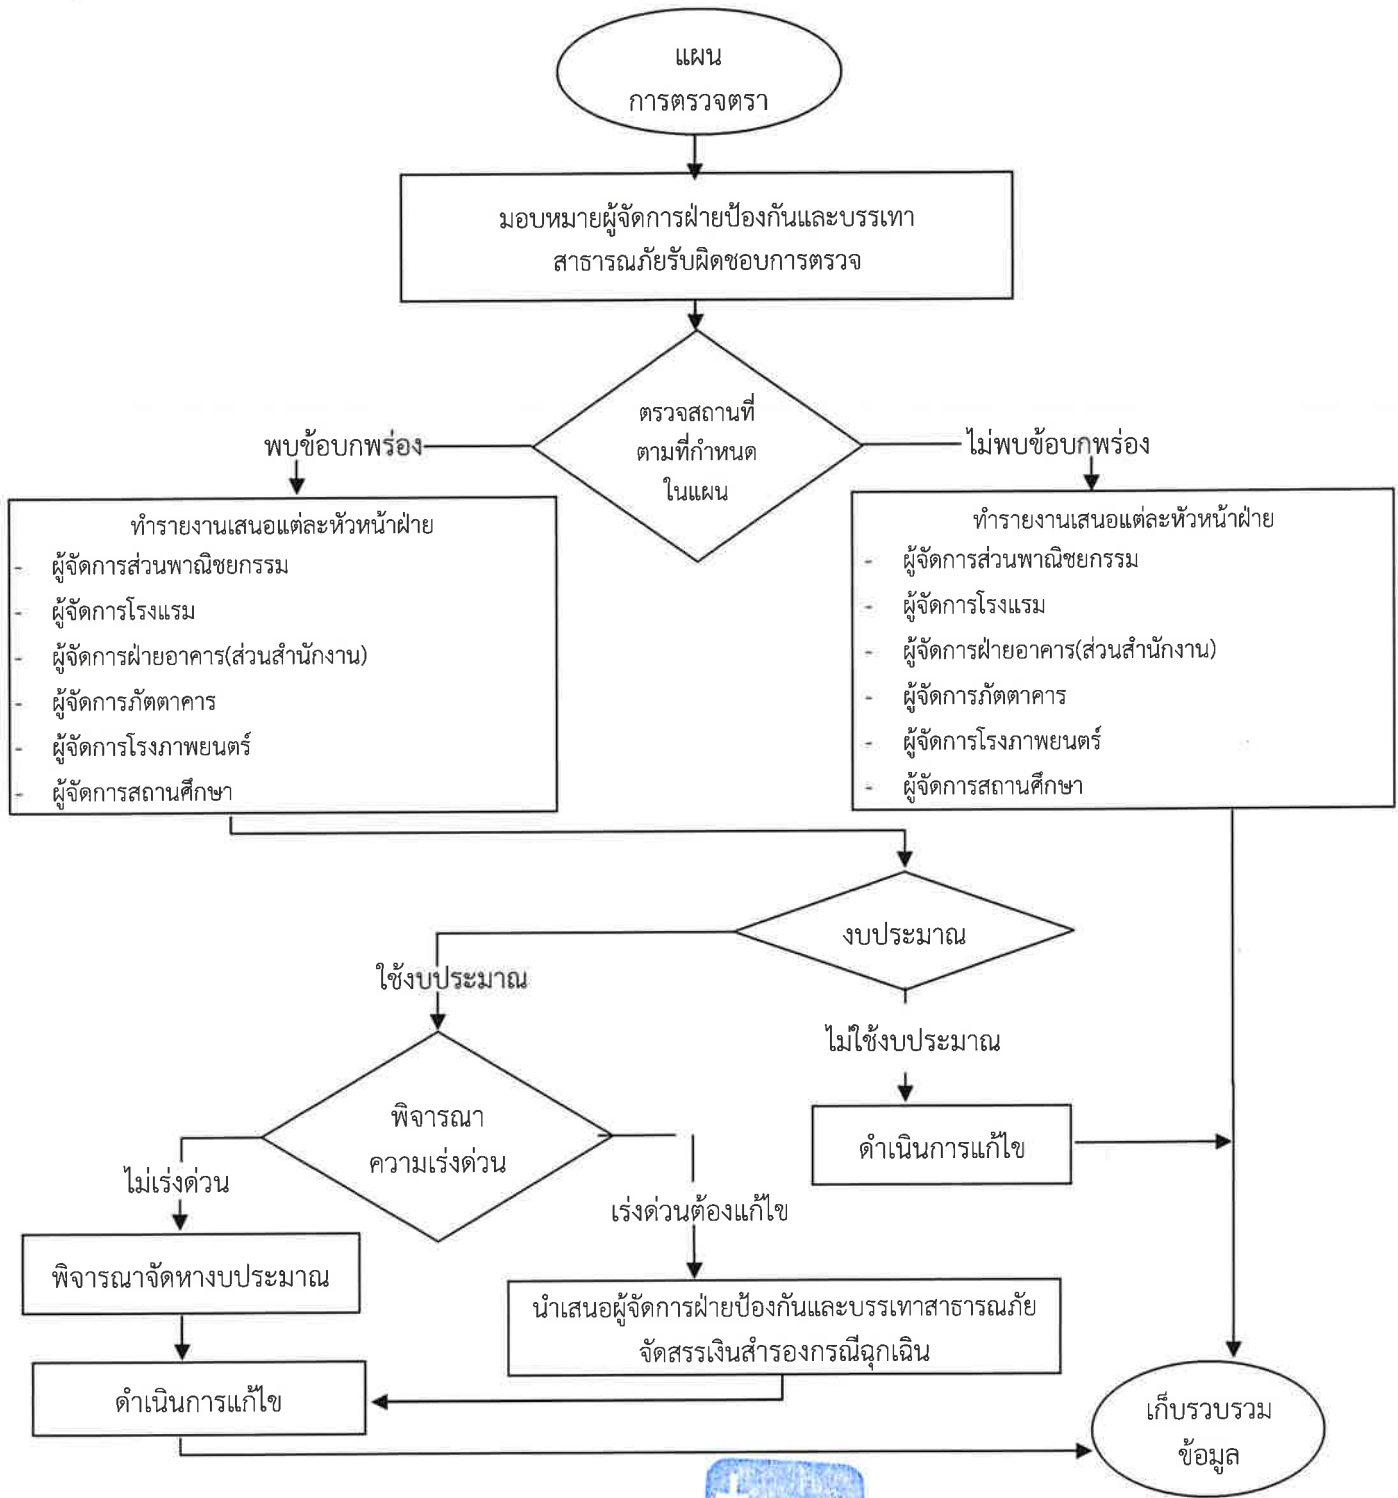 แผน
การตรวจตรา
มอบหมายผู้จัดการฝ่ายป้องกันและบรรเทา
สาธารณภัยรับผิดชอบการตรวจ
ตรวจสถานที่
ตามที่กำหนด
ในแผน
พบข้อบกพร่อง
ไม่พบข้อบกพร่อง
ทำรายงานเสนอแต่ละหัวหน้าฝ่าย
- ผู้จัดการส่วนพาณิชยกรรม
- ผู้จัดการโรงแรม
- ผู้จัดการฝ่ายอาคาร(ส่วนสำนักงาน)
- ผู้จัดการภัตตาคาร
- ผู้จัดการโรงภาพยนตร์
- ผู้จัดการสถานศึกษา
ทำรายงานเสนอแต่ละหัวหน้าฝ่าย
- ผู้จัดการส่วนพาณิชยกรรม
- ผู้จัดการโรงแรม
- ผู้จัดการฝ่ายอาคาร(ส่วนสำนักงาน)
- ผู้จัดการภัตตาคาร
- ผู้จัดการโรงภาพยนตร์
- ผู้จัดการสถานศึกษา
งบประมาณ
ใช้งบประมาณ
ไม่ใช้งบประมาณ
พิจารณา
ความเร่งด่วน
ดำเนินการแก้ไข
ไม่เร่งด่วน
เร่งด่วนต้องแก้ไข
พิจารณาจัดหางบประมาณ
นำเสนอผู้จัดการฝ่ายป้องกันและบรรเทาสาธารณภัย
จัดสรรเงินสำรองกรณีฉุกเฉิน
ดำเนินการแก้ไข
เก็บรวบรวม
ข้อมูล